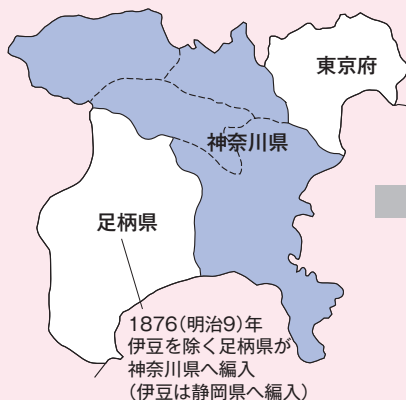 東京府
神奈川県
足柄県
1876(明治9)年
伊豆を除く足柄県が
神奈川県へ編入
(伊豆は静岡県へ編入)